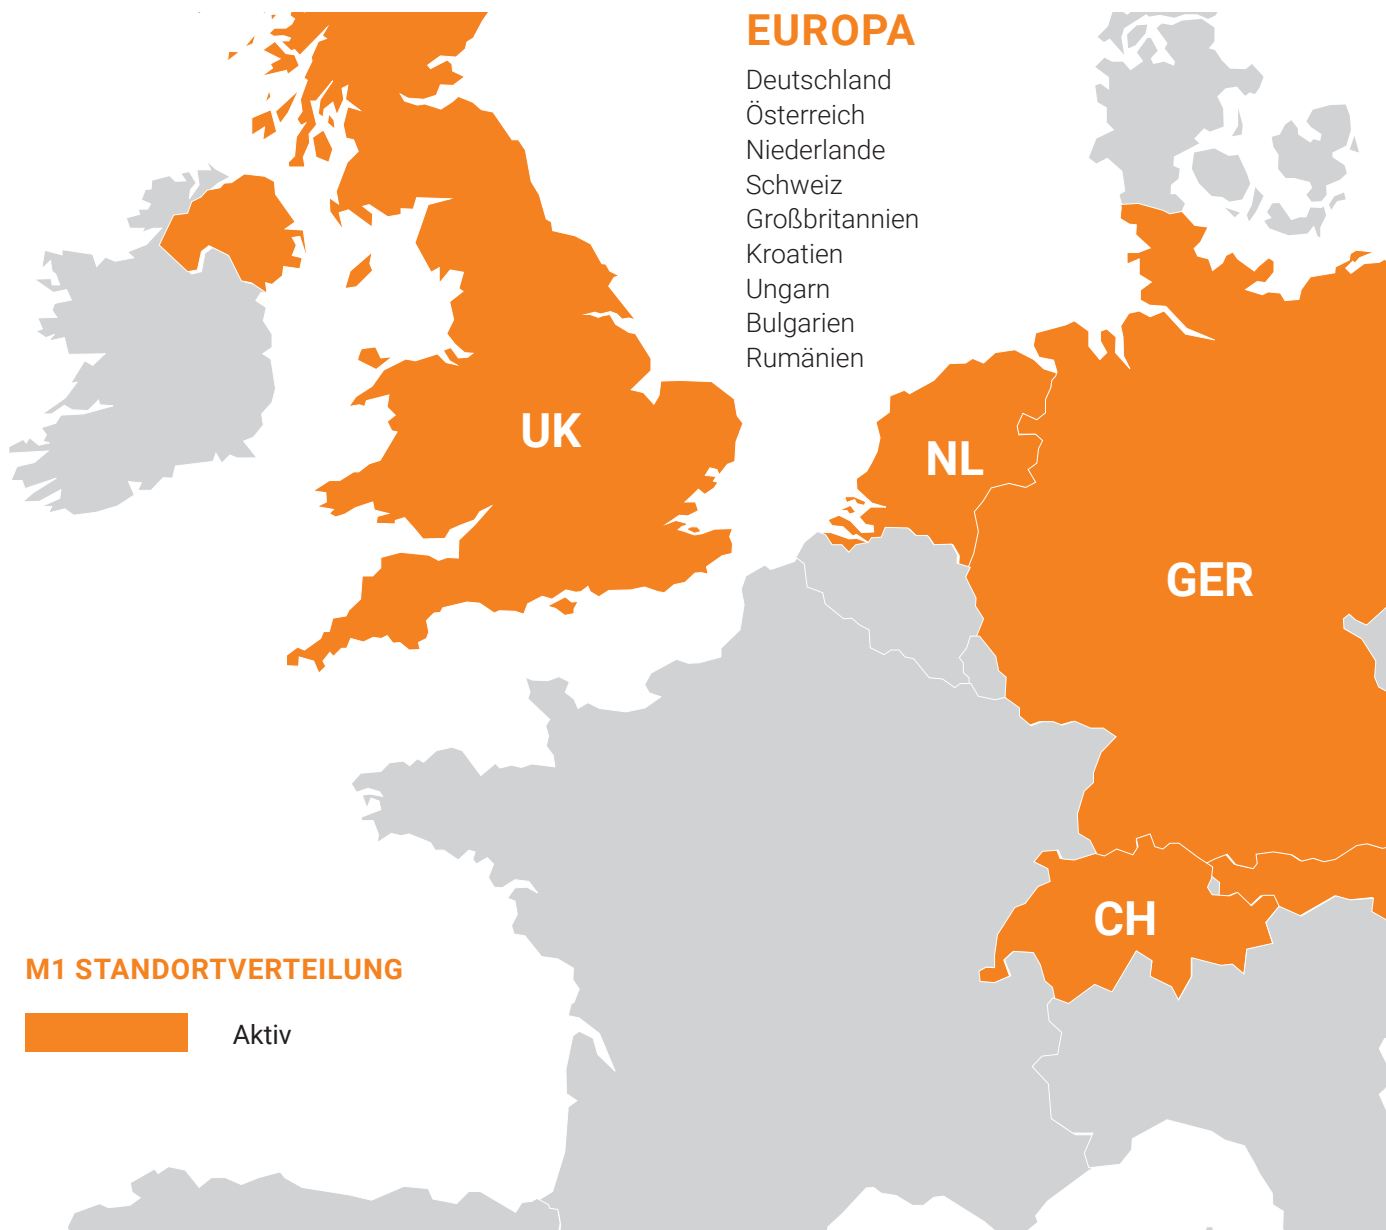 EUROPA
Deutschland
Österreich
Niederlande
Schweiz
Großbritannien
Kroatien
Ungarn
Bulgarien
Rumänien
UK
NL
GER
CH
M1 STANDORTVERTEILUNG
Aktiv